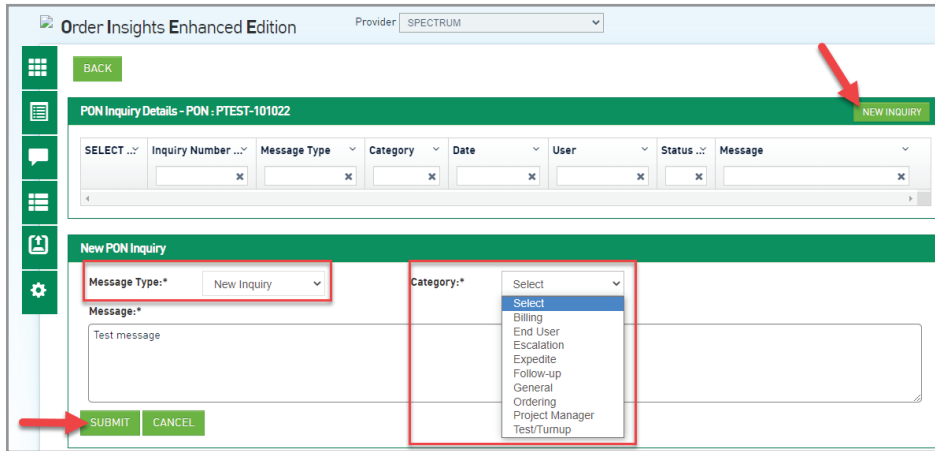 Order Insights Enhanced Edition
Provider SPECTRUM
BACK
PON Inquiry Details - PON : PTEST-101022
NEW INQUIRY
SELECT ... Inquiry Number ... Message Type Category Date User Status ... Message
New PON Inquiry
Message Type:* New Inquiry Category:* Select
Select
Message:*
Billing
Test message
End User
Escalation
Expedite
Follow-up
General
Ordering
Project Manager
Test/Turnup
SUBMIT CANCEL